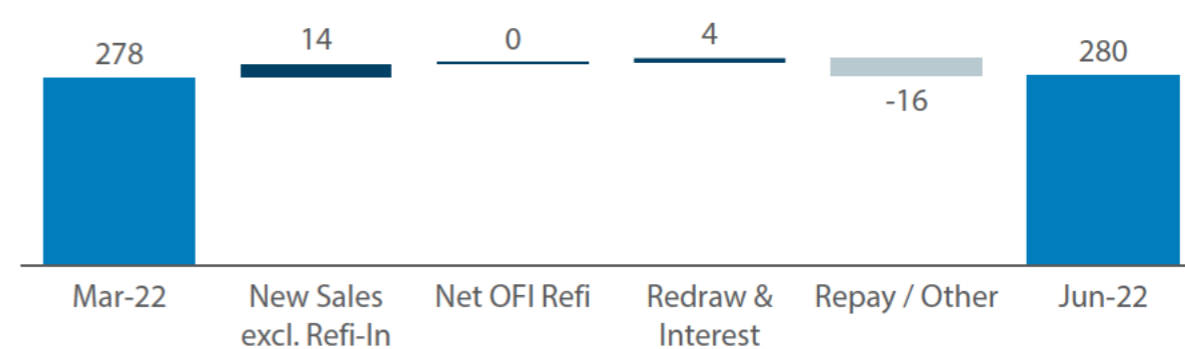 278
14
0
4
-16
280
Mar-22
New Sales
excl. Refi-In
Net OFI Refi
Redraw &
Interest
Repay / Other
Jun-22